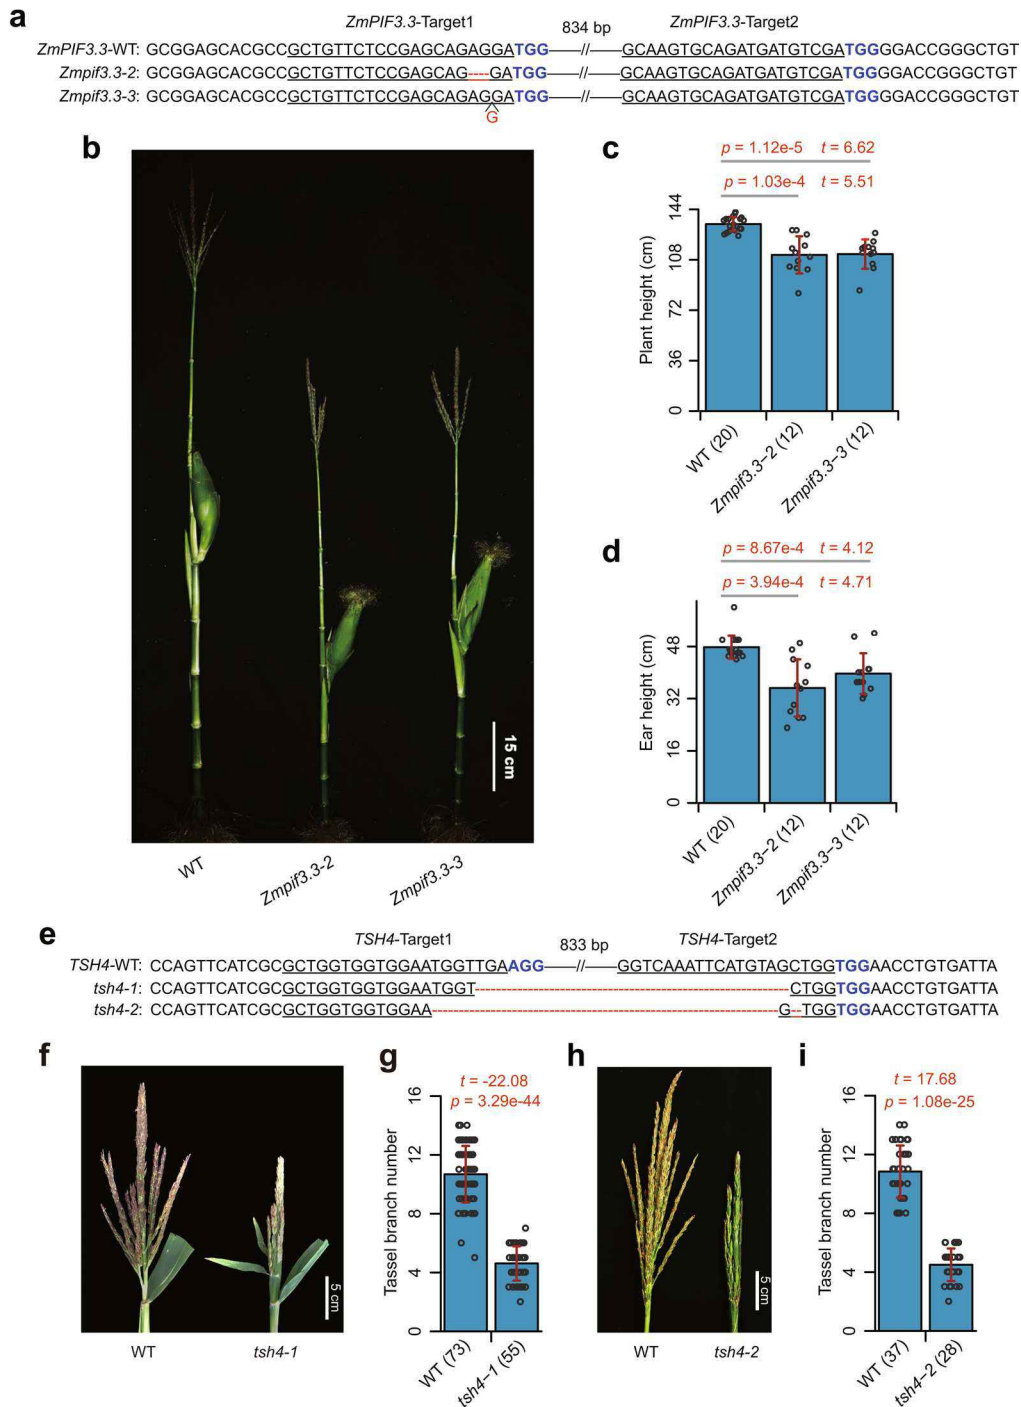 a
ZmPIF3.3-Target1 834 bp ZmPIF3.3-Target2
ZmPIF3.3-WT: GCGGAGCACGCCGCTGTTCTCCGAGCAGAGGATGG——//——GCAAGTGCAGATGATGTCGATGGGGACCGGGCTGT
Zmpif3.3-2: GCGGAGCACGCCGCTGTTCTCCGAGCAG----GATGG——//——GCAAGTGCAGATGATGTCGATGGGGACCGGGCTGT
Zmpif3.3-3: GCGGAGCACGCCGCTGTTCTCCGAGCAGAGGATGG——//——GCAAGTGCAGATGATGTCGATGGGGACCGGGCTGT
G
b
15 cm
WT
Zmpif3.3-2
Zmpif3.3-3
c
p = 1.12e-5 t = 6.62
p = 1.03e-4 t = 5.51
Plant height (cm)
144
108
72
36
0
WT (20)
Zmpif3.3−2 (12)
Zmpif3.3−3 (12)
d
p = 8.67e-4 t = 4.12
p = 3.94e-4 t = 4.71
Ear height (cm)
48
32
16
0
WT (20)
Zmpif3.3−2 (12)
Zmpif3.3−3 (12)
e
TSH4-Target1 833 bp TSH4-Target2
TSH4-WT: CCAGTTCATCGCGCTGGTGGTGGAATGGTTGAAGG——//——GGTCAAATTCATGTAGCTGGTGGAACCTGTGATTA
tsh4-1: CCAGTTCATCGCGCTGGTGGTGGAATGGT----------CTGGTGGAACCTGTGATTA
tsh4-2: CCAGTTCATCGCGCTGGTGGTGGAA----------G--TGGTGGAACCTGTGATTA
f
5 cm
WT
tsh4-1
g
t = -22.08
p = 3.29e-44
Tassel branch number
16
12
8
4
0
WT (73)
tsh4−1 (55)
h
5 cm
WT
tsh4-2
i
t = 17.68
p = 1.08e-25
Tassel branch number
16
12
8
4
0
WT (37)
tsh4−2 (28)